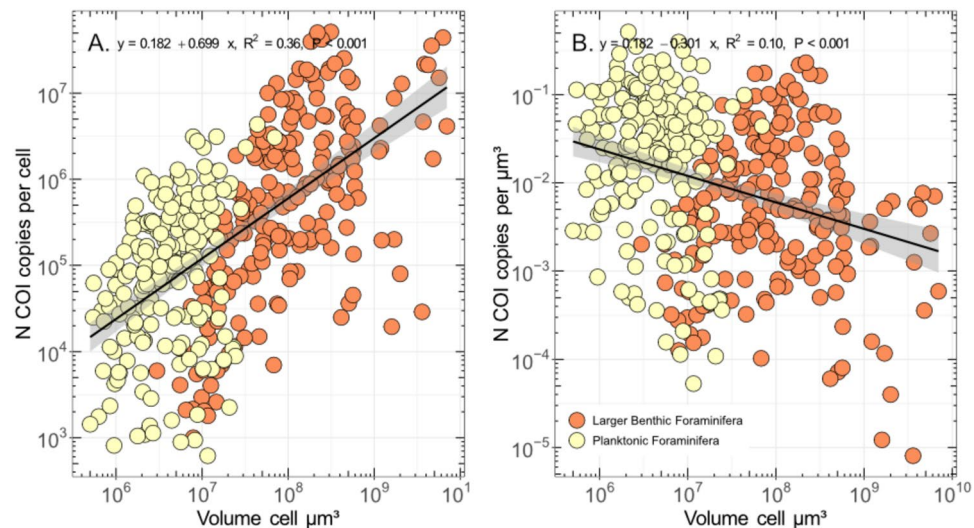 A. y = 0.182 + 0.699 x, R² = 0.36, P < 0.001
N COI copies per cell
10⁷
10⁶
10⁵
10⁴
10³
10⁶ 10⁷ 10⁸ 10⁹ 10¹
Volume cell µm³
B. y = 0.182 − 0.301 x, R² = 0.10, P < 0.001
N COI copies per µm³
10⁻¹
10⁻²
10⁻³
10⁻⁴
10⁻⁵
Larger Benthic Foraminifera
Planktonic Foraminifera
10⁶ 10⁷ 10⁸ 10⁹ 10¹⁰
Volume cell µm³